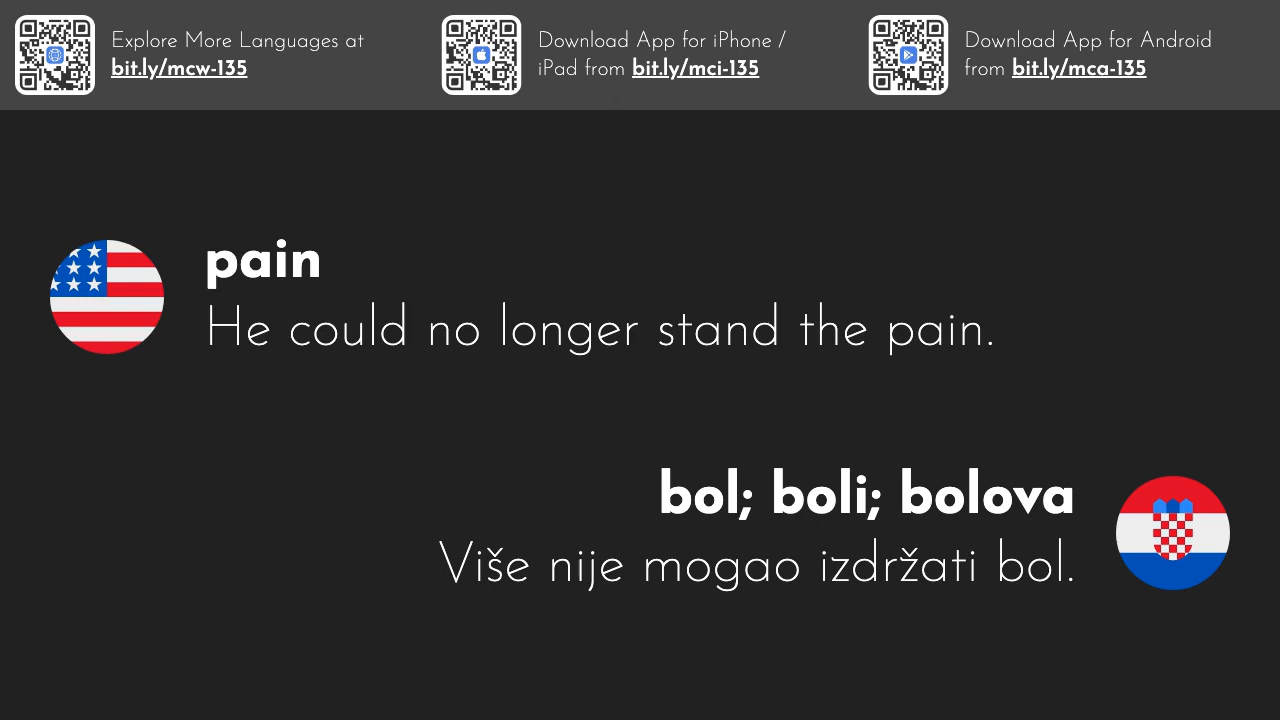 Explore More Languages at
bit.ly/mcw-135
Download App for iPhone /
iPad from bit.ly/mci-135
Download App for Android
from bit.ly/mca-135
pain
He could no longer stand the pain.
bol; boli; bolova
Više nije mogao izdržati bol.